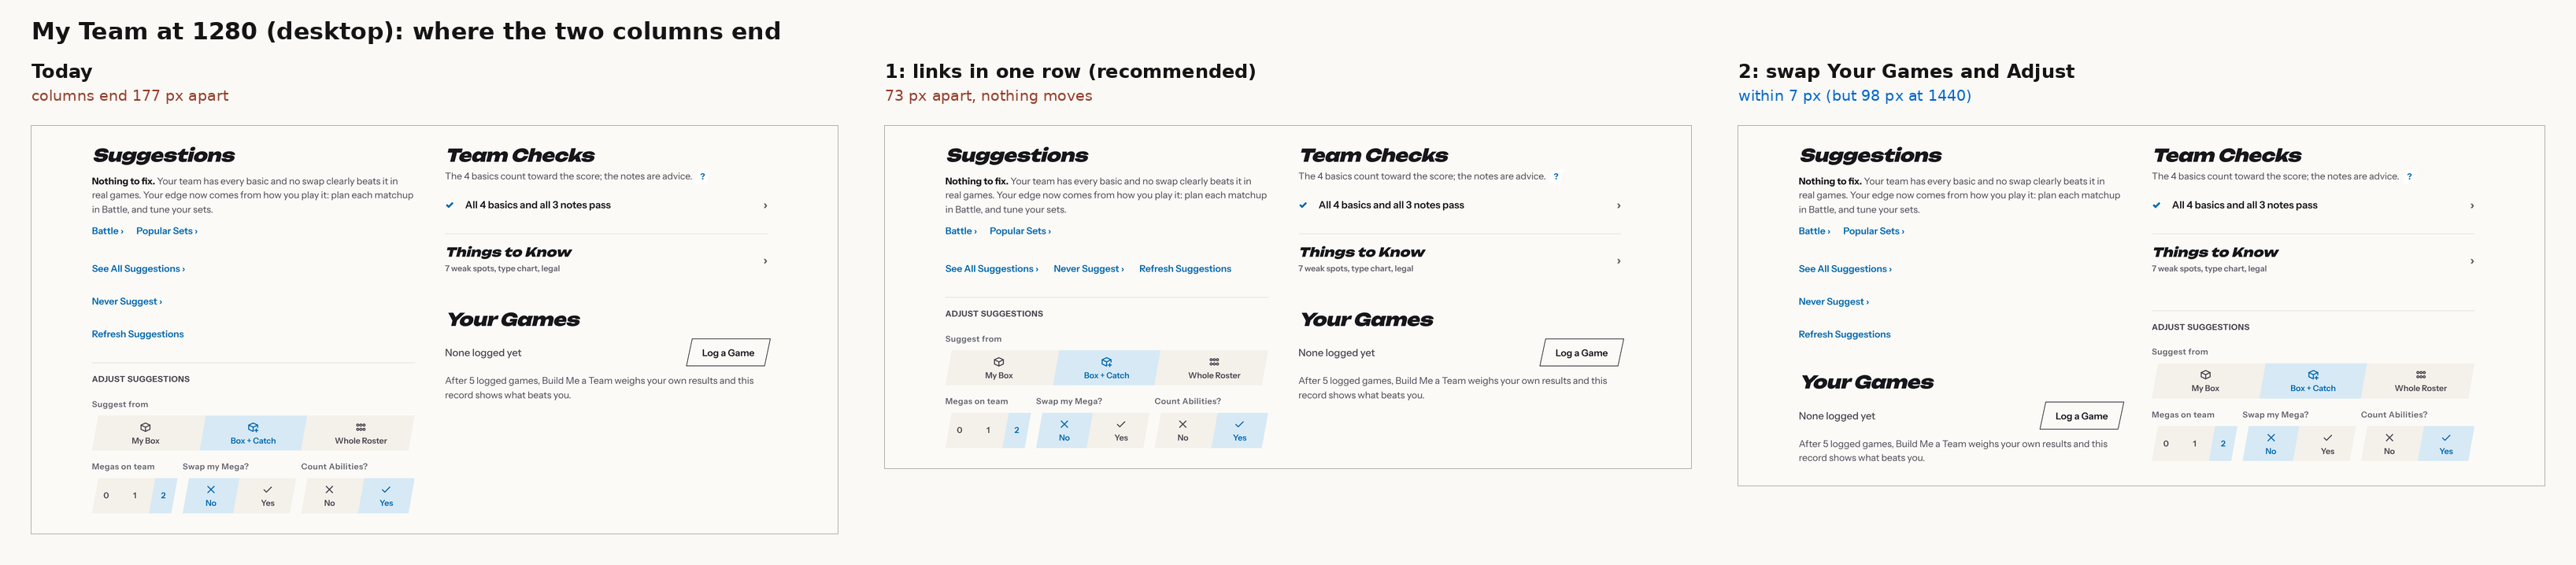 My Team at 1280 (desktop): where the two columns end
Today
columns end 177 px apart
Suggestions
Nothing to fix. Your team has every basic and no swap clearly beats it in
real games. Your edge now comes from how you play it: plan each matchup
in Battle, and tune your sets.
Battle › Popular Sets ›
See All Suggestions ›
Never Suggest ›
Refresh Suggestions
ADJUST SUGGESTIONS
Suggest from
My Box Box + Catch Whole Roster
Megas on team Swap my Mega? Count Abilities?
0 1 2 No Yes No Yes
Team Checks
The 4 basics count toward the score; the notes are advice. ?
All 4 basics and all 3 notes pass ›
Things to Know ›
7 weak spots, type chart, legal
Your Games
None logged yet Log a Game
After 5 logged games, Build Me a Team weighs your own results and this
record shows what beats you.
1: links in one row (recommended)
73 px apart, nothing moves
Suggestions
Nothing to fix. Your team has every basic and no swap clearly beats it in
real games. Your edge now comes from how you play it: plan each matchup
in Battle, and tune your sets.
Battle › Popular Sets ›
See All Suggestions › Never Suggest › Refresh Suggestions
ADJUST SUGGESTIONS
Suggest from
My Box Box + Catch Whole Roster
Megas on team Swap my Mega? Count Abilities?
0 1 2 No Yes No Yes
Team Checks
The 4 basics count toward the score; the notes are advice. ?
All 4 basics and all 3 notes pass ›
Things to Know ›
7 weak spots, type chart, legal
Your Games
None logged yet Log a Game
After 5 logged games, Build Me a Team weighs your own results and this
record shows what beats you.
2: swap Your Games and Adjust
within 7 px (but 98 px at 1440)
Suggestions
Nothing to fix. Your team has every basic and no swap clearly beats it in
real games. Your edge now comes from how you play it: plan each matchup
in Battle, and tune your sets.
Battle › Popular Sets ›
See All Suggestions ›
Never Suggest ›
Refresh Suggestions
Your Games
None logged yet Log a Game
After 5 logged games, Build Me a Team weighs your own results and this
record shows what beats you.
Team Checks
The 4 basics count toward the score; the notes are advice. ?
All 4 basics and all 3 notes pass ›
Things to Know ›
7 weak spots, type chart, legal
ADJUST SUGGESTIONS
Suggest from
My Box Box + Catch Whole Roster
Megas on team Swap my Mega? Count Abilities?
0 1 2 No Yes No Yes